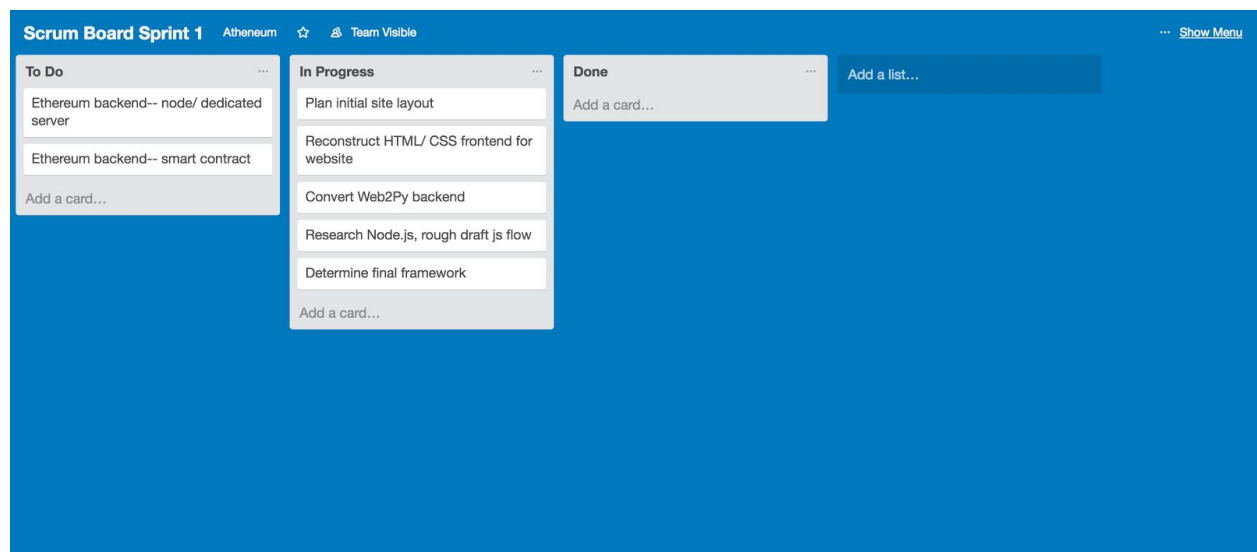 Scrum Board Sprint 1 Atheneum Team Visible ... Show Menu
To Do ...
Ethereum backend-- node/ dedicated
server
Ethereum backend-- smart contract
Add a card...
In Progress ...
Plan initial site layout
Reconstruct HTML/ CSS frontend for
website
Convert Web2Py backend
Research Node.js, rough draft js flow
Determine final framework
Add a card...
Done ...
Add a card...
Add a list...